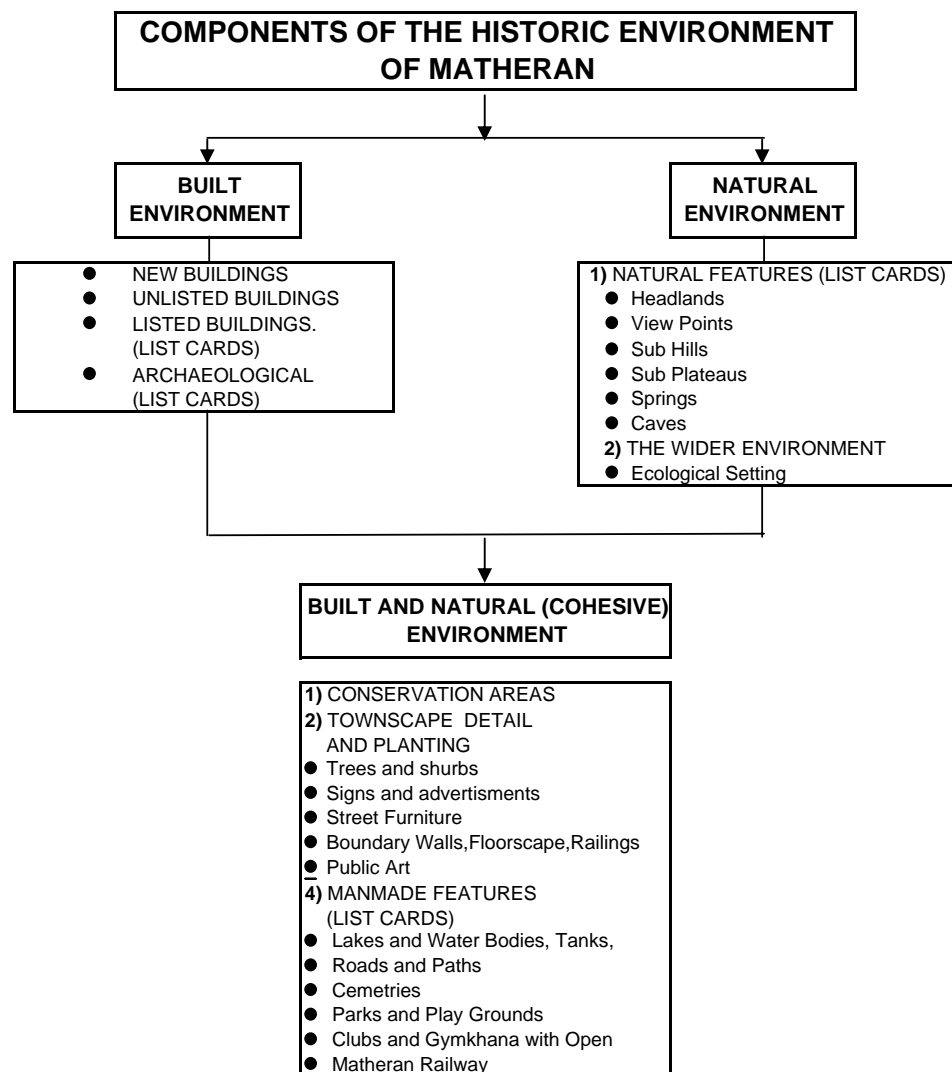 COMPONENTS OF THE HISTORIC ENVIRONMENT
OF MATHERAN
BUILT
ENVIRONMENT
● NEW BUILDINGS
● UNLISTED BUILDINGS
● LISTED BUILDINGS.
(LIST CARDS)
● ARCHAEOLOGICAL
(LIST CARDS)
NATURAL
ENVIRONMENT
1) NATURAL FEATURES (LIST CARDS)
● Headlands
● View Points
● Sub Hills
● Sub Plateaus
● Springs
● Caves
2) THE WIDER ENVIRONMENT
● Ecological Setting
BUILT AND NATURAL (COHESIVE)
ENVIRONMENT
1) CONSERVATION AREAS
2) TOWNSCAPE DETAIL
AND PLANTING
● Trees and shurbs
● Signs and advertisments
● Street Furniture
● Boundary Walls,Floorscape,Railings
● Public Art
4) MANMADE FEATURES
(LIST CARDS)
● Lakes and Water Bodies, Tanks,
● Roads and Paths
● Cemetries
● Parks and Play Grounds
● Clubs and Gymkhana with Open
● Matheran Railway